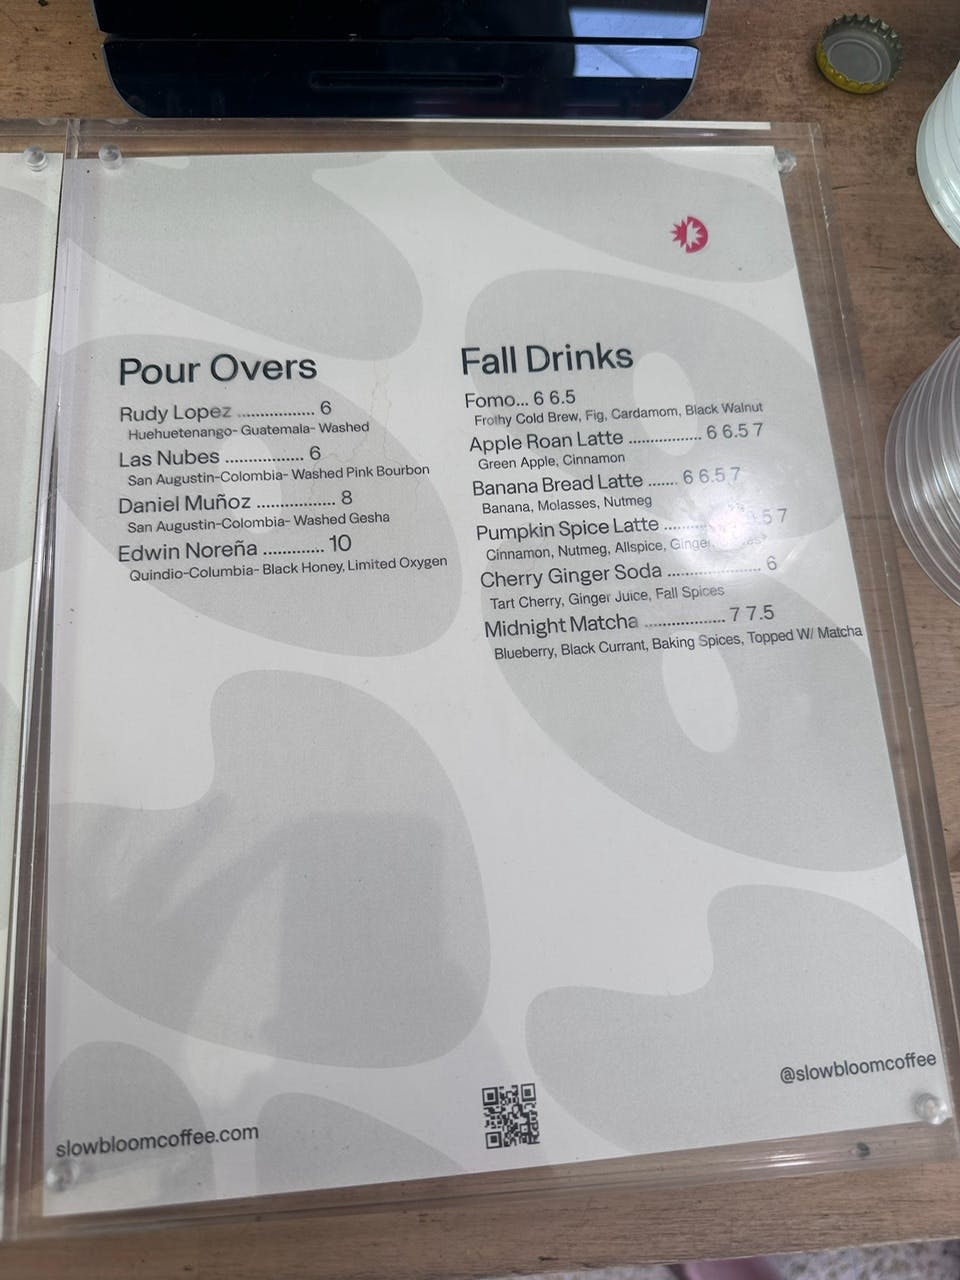 Pour Overs
Rudy Lopez ................. 6
Huehuetenango- Guatemala- Washed
Las Nubes ................. 6
San Augustin-Colombia- Washed Pink Bourbon
Daniel Muñoz ................. 8
San Augustin-Colombia- Washed Gesha
Edwin Noreña ............. 10
Quindio-Columbia- Black Honey, Limited Oxygen
Fall Drinks
Fomo... 6 6.5
Frothy Cold Brew, Fig, Cardamom, Black Walnut
Apple Roan Latte ................ 6 6.5 7
Green Apple, Cinnamon
Banana Bread Latte ....... 6 6.5 7
Banana, Molasses, Nutmeg
Pumpkin Spice Latte .......... 7
Cinnamon, Nutmeg, Allspice, Ginger
Cherry Ginger Soda ..................... 6
Tart Cherry, Ginger Juice, Fall Spices
Midnight Matcha .................. 7 7.5
Blueberry, Black Currant, Baking Spices, Topped W/ Matcha
@slowbloomcoffee
slowbloomcoffee.com